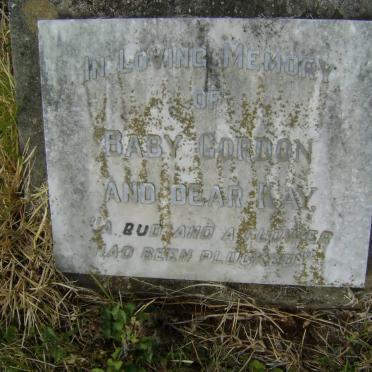 In Loving Memory
of
Baby Gordon
and dear Kay
"A bud and a flower
had been plucked"